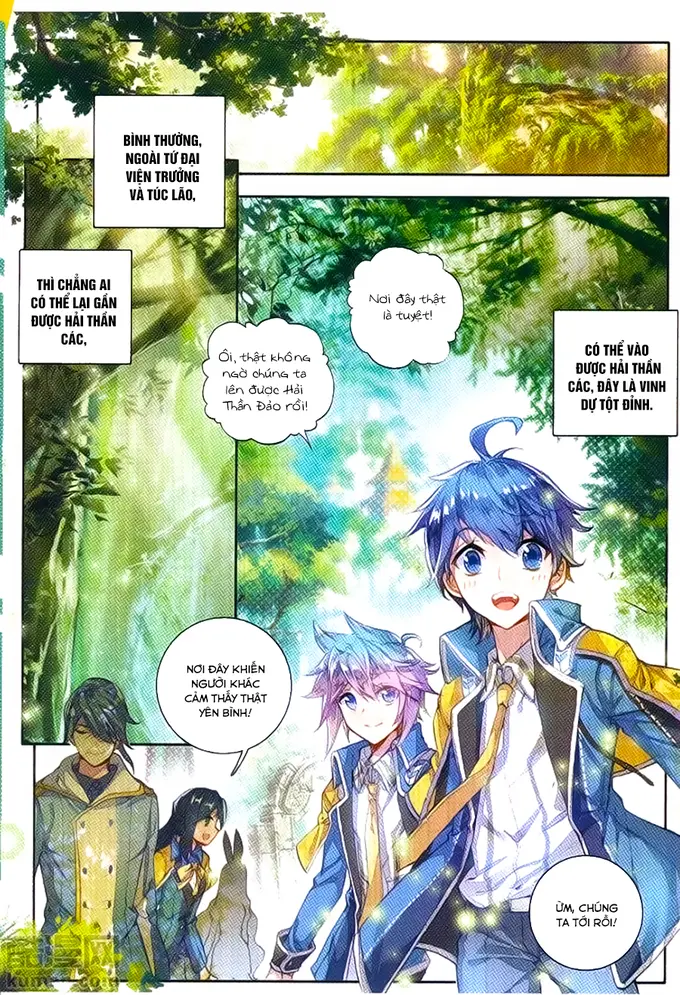 BÌNH THƯỜNG,
NGOÀI TỨ ĐẠI
VIỆN TRƯỞNG
VÀ TÚC LÃO,
THÌ CHẲNG AI
CÓ THỂ LẠI GẦN
ĐƯỢC HẢI THẦN
CÁC,
Nơi đây thật
là tuyệt!
Ôi, thật không
ngờ chúng ta
lên được Hải
Thần Đảo rồi!
CÓ THỂ VÀO
ĐƯỢC HẢI THẦN
CÁC, ĐÂY LÀ VINH
DỰ TỘT ĐỈNH.
NƠI ĐÂY KHIẾN
NGƯỜI KHÁC
CẢM THẤY THẬT
YÊN BÌNH!
ỪM, CHÚNG
TA TỚI RỒI!